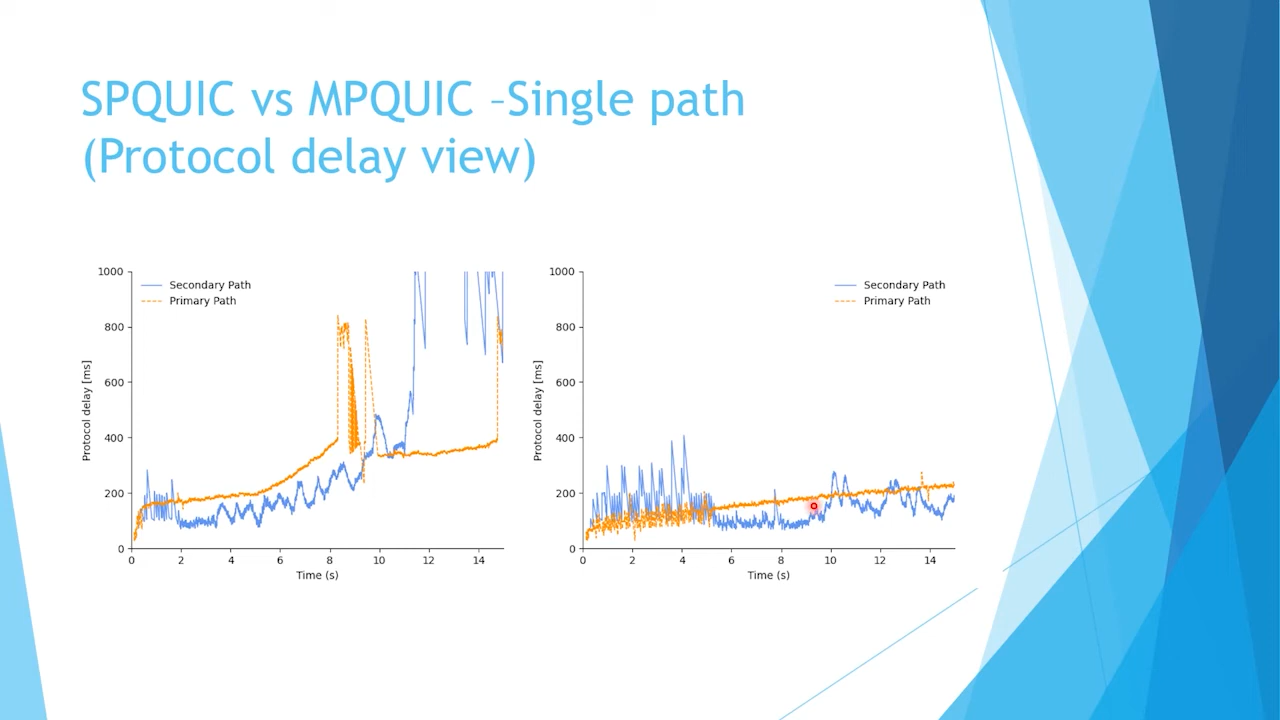 SPQUIC vs MPQUIC –Single path
(Protocol delay view)
1000
800
600
400
200
0
Protocol delay [ms]
Secondary Path
Primary Path
0 2 4 6 8 10 12 14
Time (s)
1000
800
600
400
200
0
Protocol delay [ms]
Secondary Path
Primary Path
0 2 4 6 8 10 12 14
Time (s)